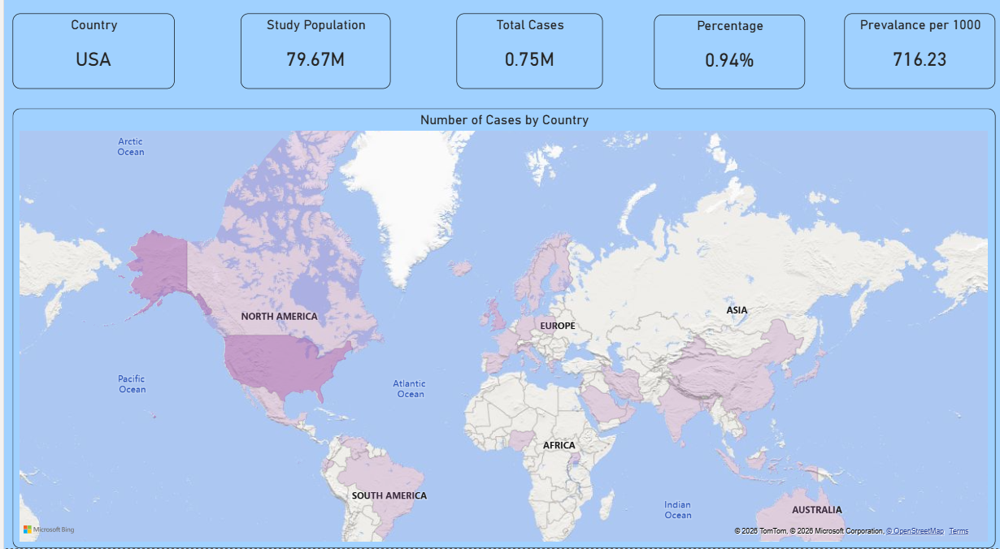 Country
USA
Study Population
79.67M
Total Cases
0.75M
Percentage
0.94%
Prevalance per 1000
716.23
Number of Cases by Country
Arctic
Ocean
NORTH AMERICA
EUROPE
ASIA
Pacific
Ocean
Atlantic
Ocean
AFRICA
SOUTH AMERICA
Indian
Ocean
AUSTRALIA
Microsoft Bing
© 2026 TomTom, © 2026 Microsoft Corporation, © OpenStreetMap Terms